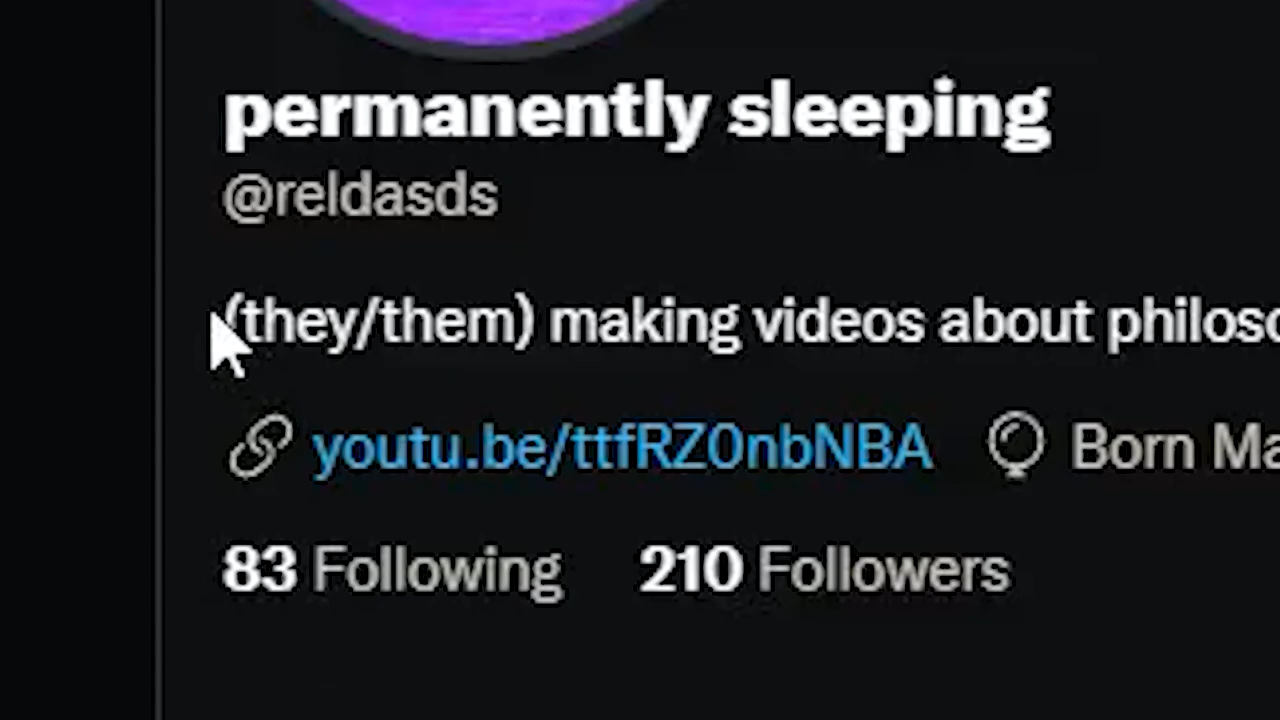 permanently sleeping
@reldasds
(they/them) making videos about philoso
youtu.be/ttfRZ0nbNBA Born Ma
83 Following 210 Followers